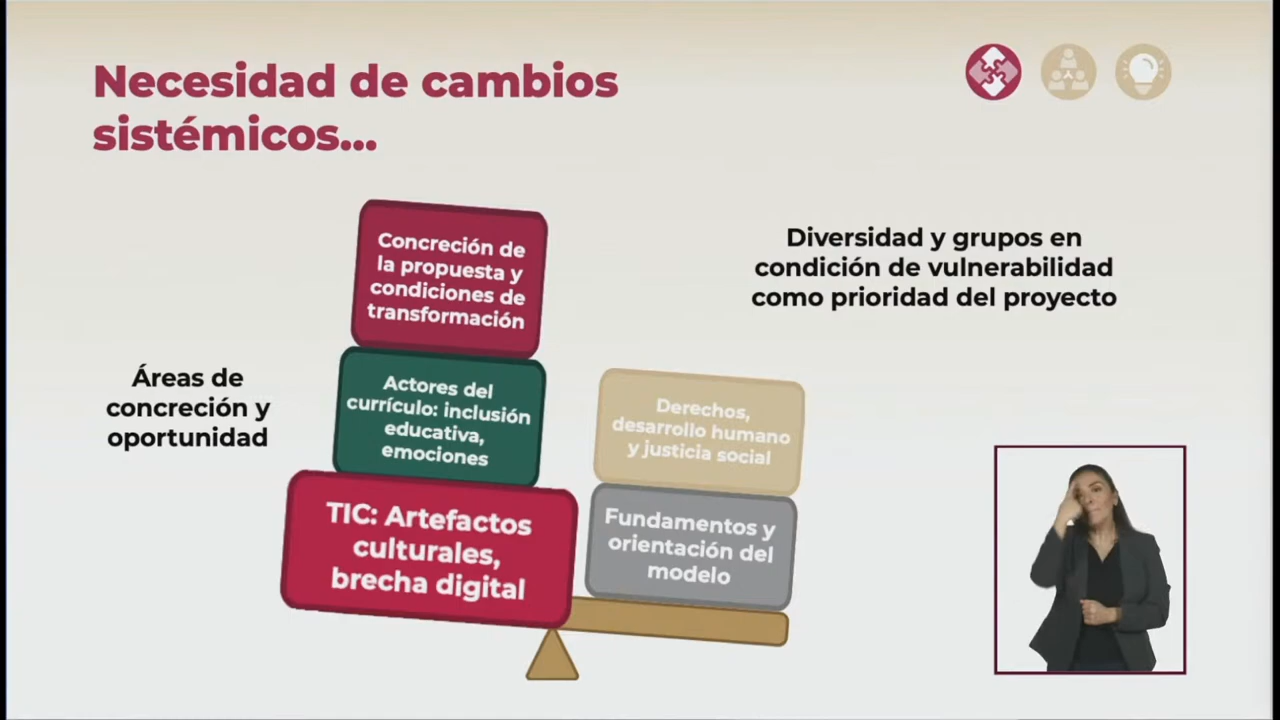 Necesidad de cambios
sistémicos...
Concreción de
la propuesta y
condiciones de
transformación
Diversidad y grupos en
condición de vulnerabilidad
como prioridad del proyecto
Áreas de
concreción y
oportunidad
Actores del
currículo: inclusión
educativa,
emociones
Derechos,
desarrollo humano
y justicia social
TIC: Artefactos
culturales,
brecha digital
Fundamentos y
orientación del
modelo